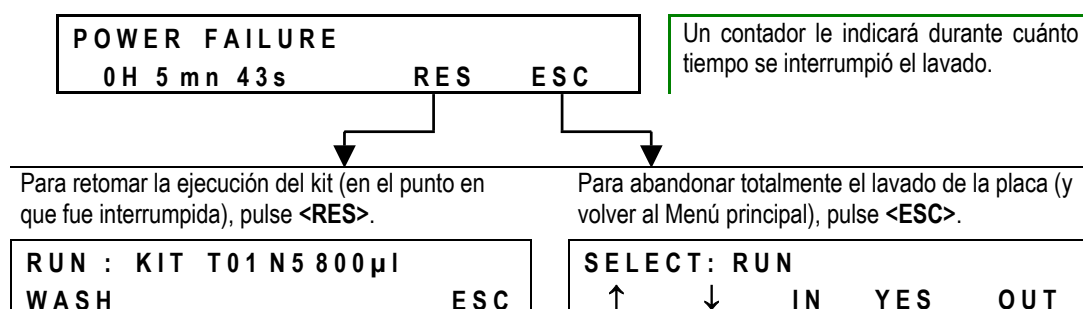 POWER FAILURE
0H 5 mn 43s RES ESC
Un contador le indicará durante cuánto
tiempo se interrumpió el lavado.
Para retomar la ejecución del kit (en el punto en
que fue interrumpida), pulse <RES>.
Para abandonar totalmente el lavado de la placa (y
volver al Menú principal), pulse <ESC>.
RUN : KIT T01 N5 800µl
WASH ESC
SELECT: RUN
↑ ↓ IN YES OUT